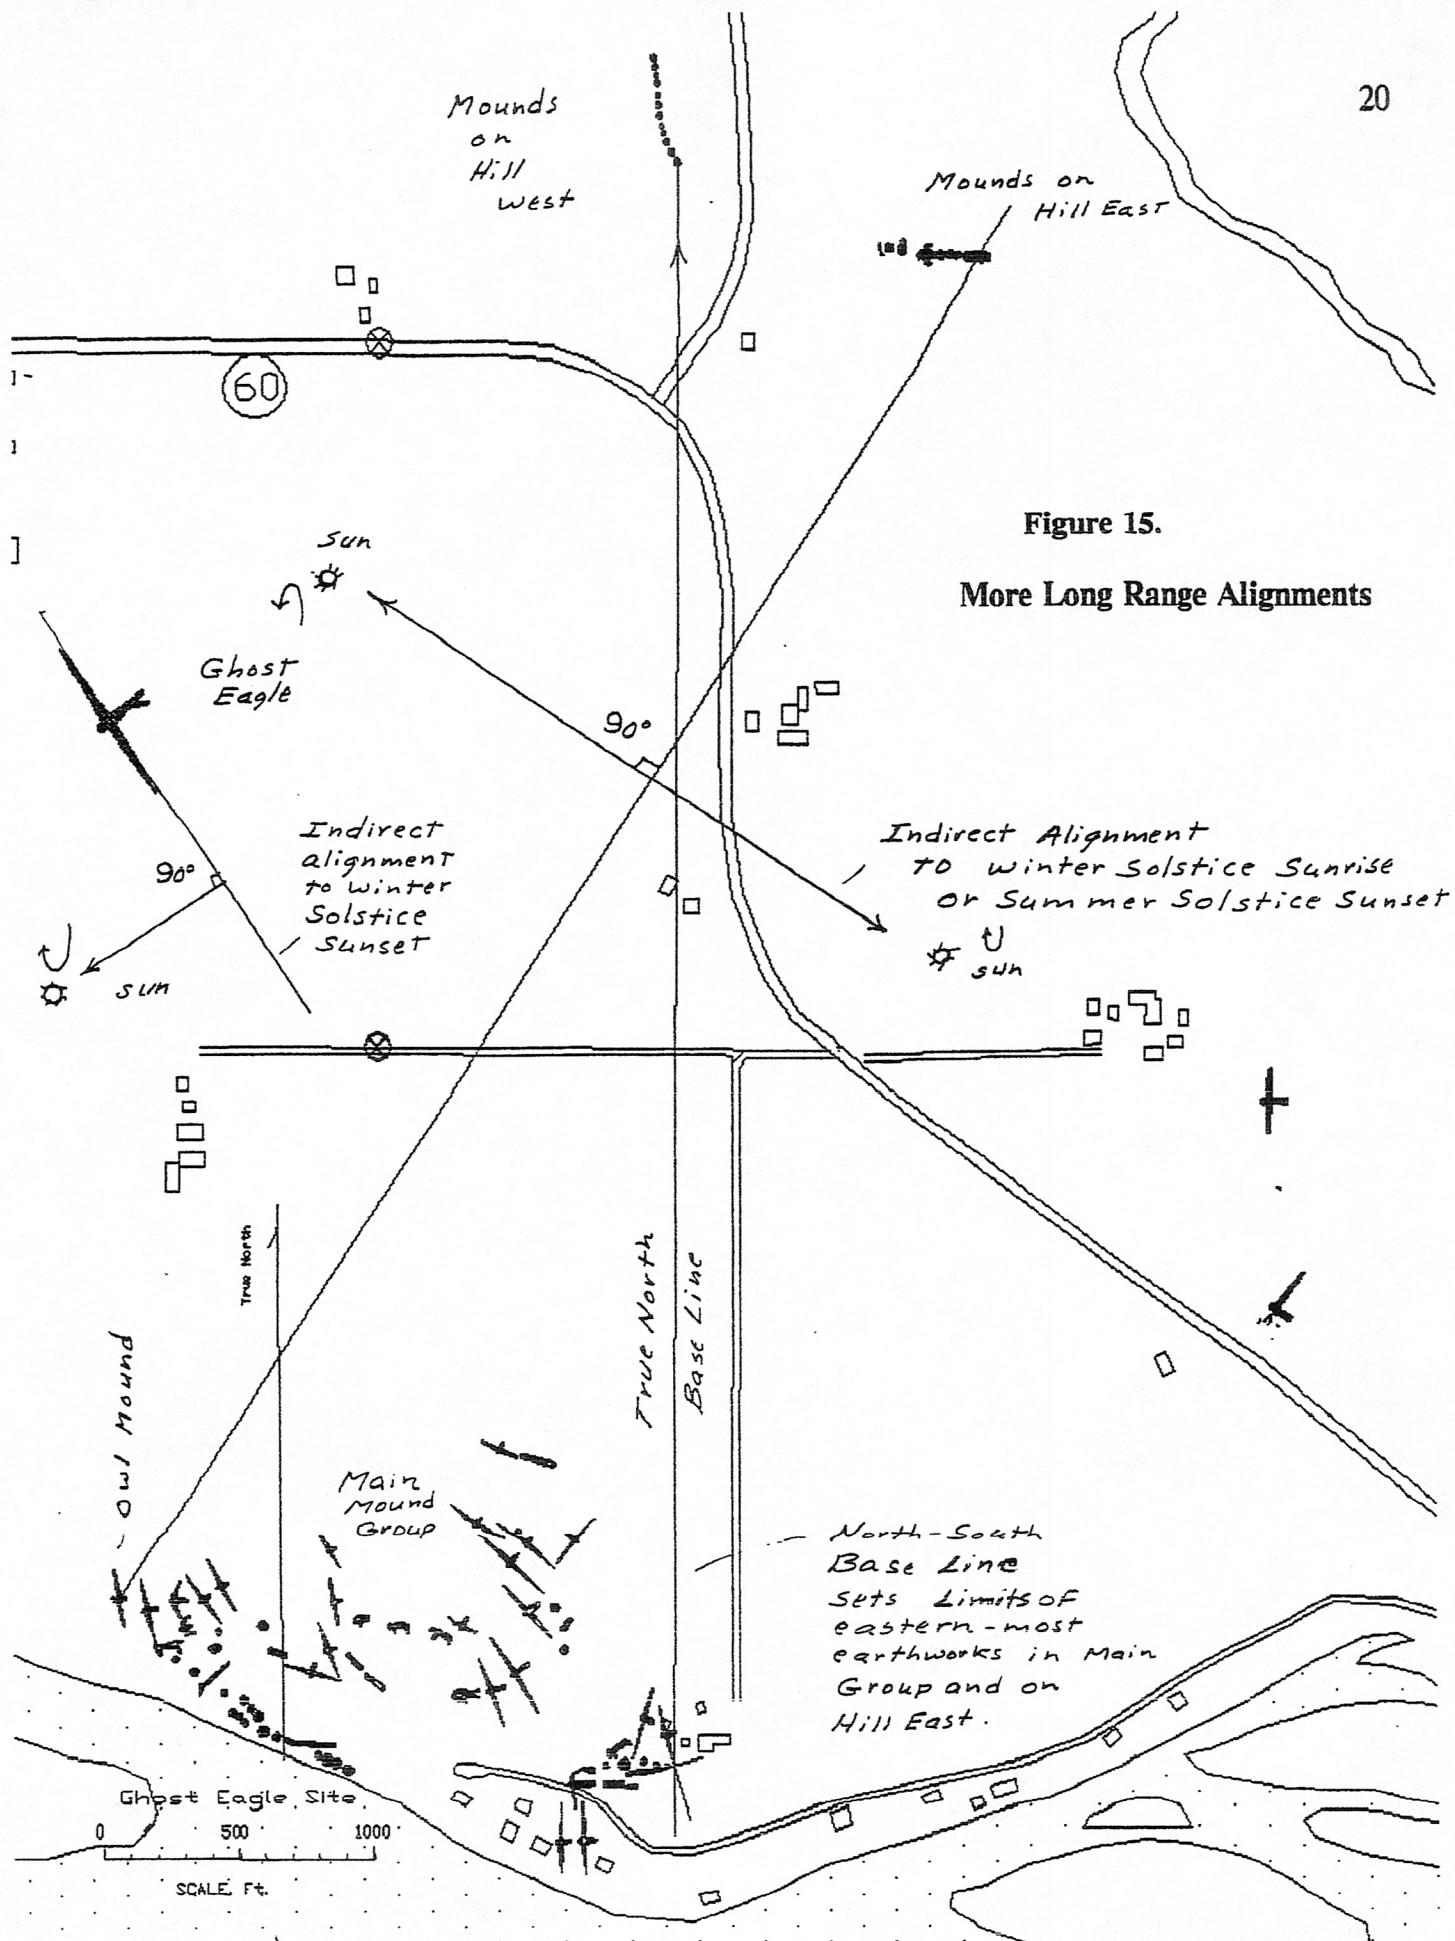 20
Mounds
on
Hill
West
Mounds on
Hill East
60
Figure 15.
More Long Range Alignments
sun
Ghost
Eagle
90°
Indirect
alignment
to winter
Solstice
Sunset
90°
sun
Indirect Alignment
To winter Solstice Sunrise
or Summer Solstice Sunset
sun
True North
True North
Base Line
Owl Mound
Main
Mound
Group
North-South
Base Line
sets Limits of
eastern-most
earthworks in Main
Group and on
Hill East.
Ghost Eagle Site
0 500 1000
SCALE Ft.